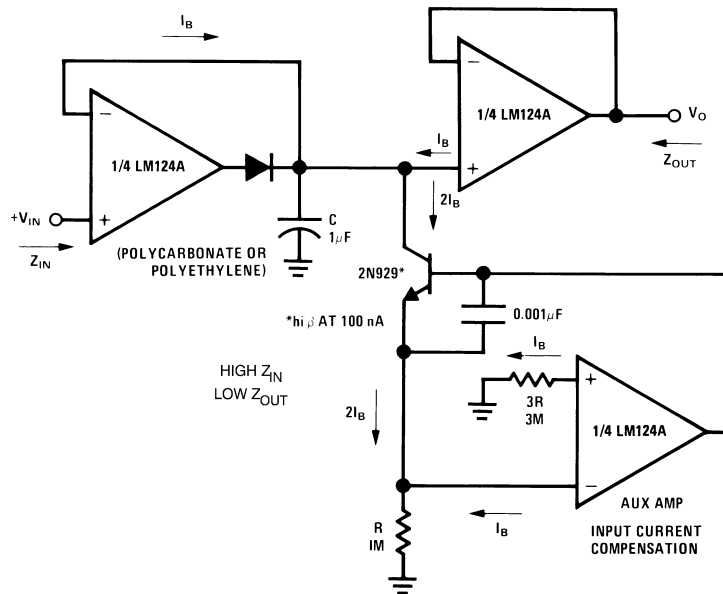 I_B
1/4 LM124A
−
+
+V_IN
Z_IN
C
1μF
(POLYCARBONATE OR
POLYETHYLENE)
1/4 LM124A
−
+
I_B
V_O
Z_OUT
2I_B
2N929*
*hi β AT 100 nA
0.001μF
HIGH Z_IN
LOW Z_OUT
I_B
3R
3M
+
−
1/4 LM124A
2I_B
R
1M
I_B
AUX AMP
INPUT CURRENT
COMPENSATION